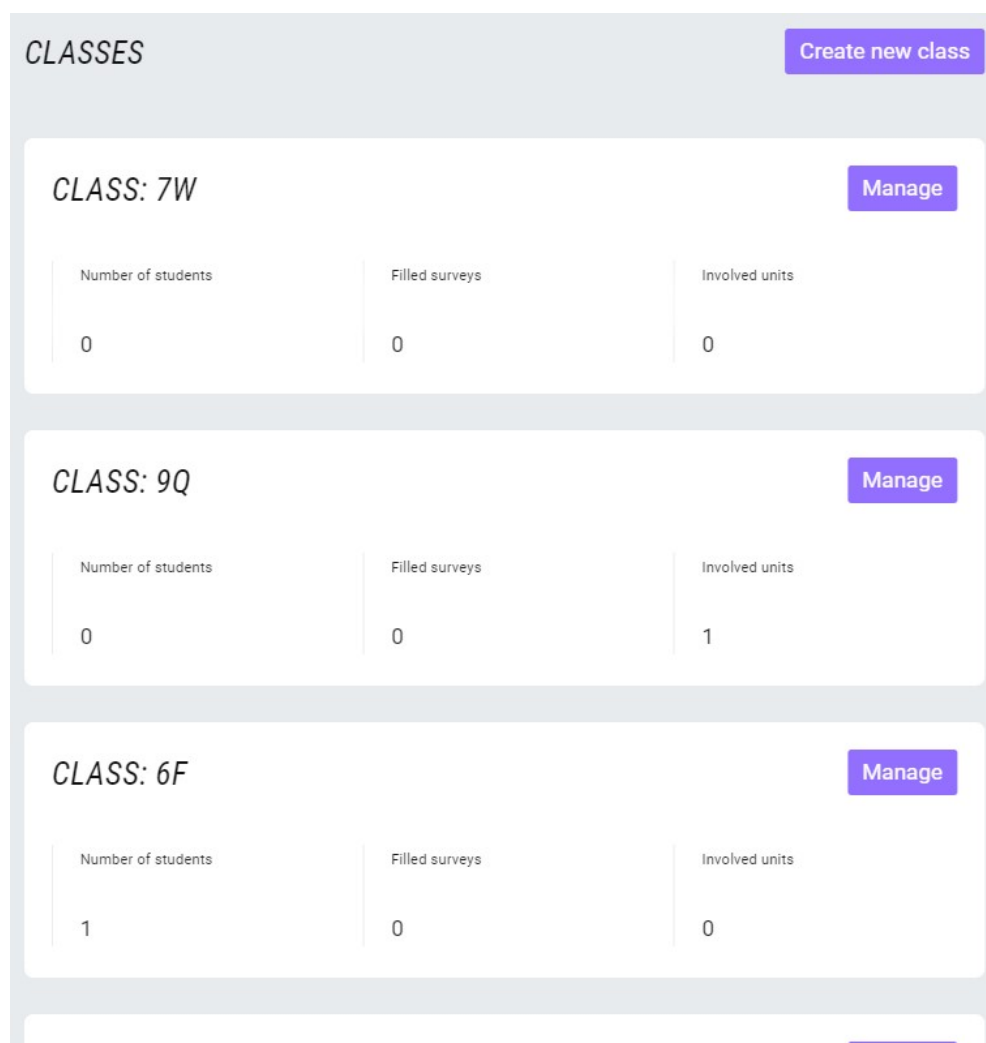 CLASSES
Create new class
CLASS: 7W
Manage
Number of students
Filled surveys
Involved units
0
0
0
CLASS: 9Q
Manage
Number of students
Filled surveys
Involved units
0
0
1
CLASS: 6F
Manage
Number of students
Filled surveys
Involved units
1
0
0